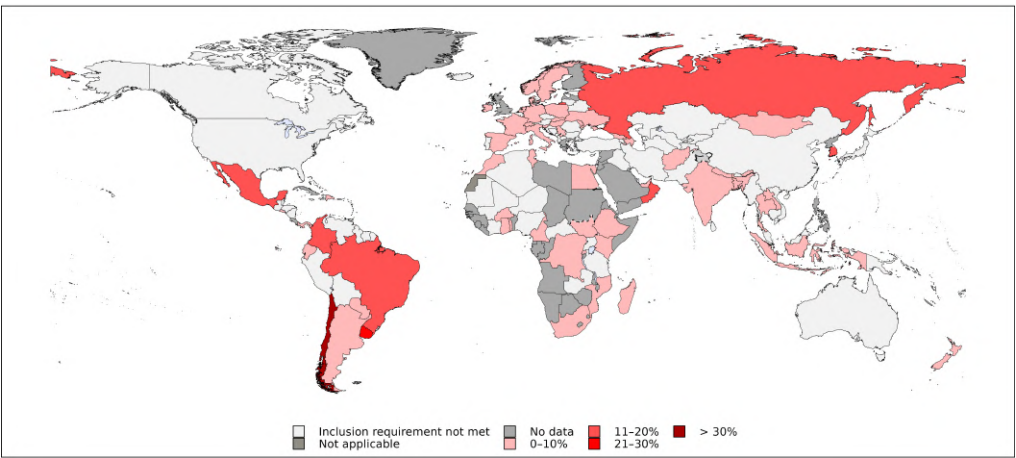 Inclusion requirement not met
Not applicable
No data
0–10%
11–20%
21–30%
> 30%